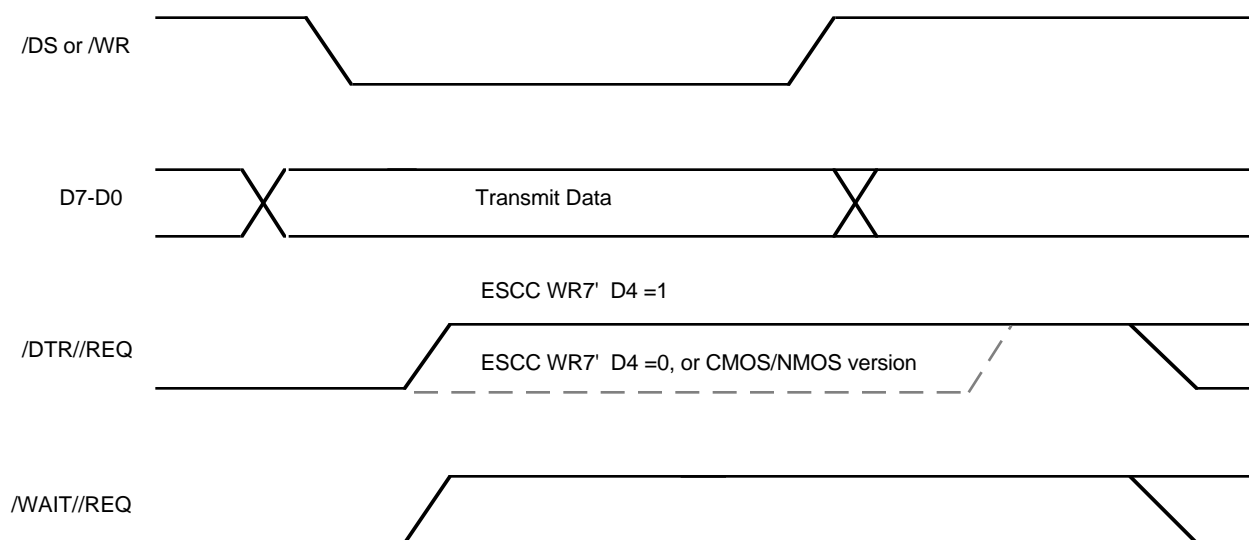 /DS or /WR
D7-D0
Transmit Data
ESCC WR7' D4 =1
/DTR//REQ
ESCC WR7' D4 =0, or CMOS/NMOS version
/WAIT//REQ